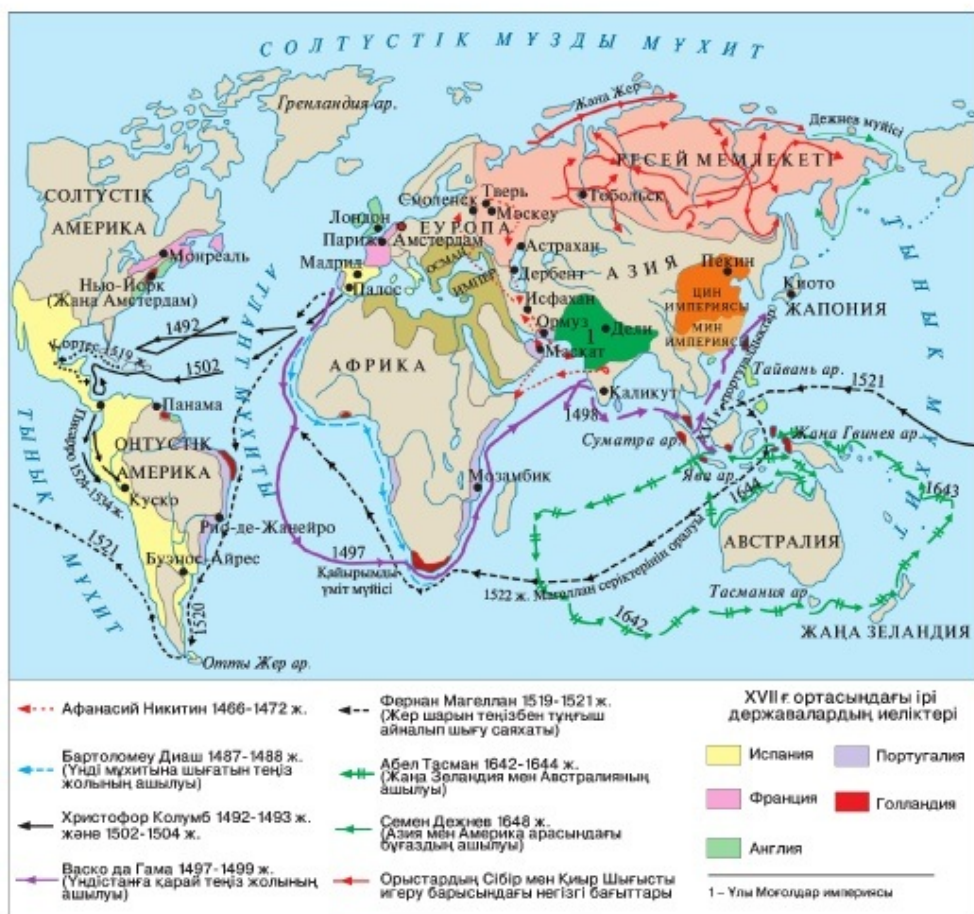 СОЛТҮСТІК МҰЗДЫ МҰХИТ
Гренландия ар.
Жаңа Жер
Дежнев мүйісі
РЕСЕЙ МЕМЛЕКЕТІ
СОЛТҮСТІК
АМЕРИКА
Смоленск
Тверь
Мәскеу
Тобольск
Лондон
ЕУРОПА
Париж
Амстердам
Монреаль
Нью-Йорк
(Жаңа Амстердам)
Мадрид
Палос
ОСМАН
ИМПЕР
Астрахан
Дербент
АЗИЯ
Пекин
Исфахан
ЦИН
ИМПЕРИЯСЫ
МИН
ИМПЕРИЯСЫ
Киото
ЖАПОНИЯ
Ормуз
Маскат
1
Дели
АТЛАНТ МҰХИТЫ
ТЫНЫҚ МҰХИТ
1492
1502
Кортес 1519 ж.
АФРИКА
Каликут
1498
XVI ғ. (португалдықтар)
Тайвань ар.
1521
Панама
Писарро 1524-1534 ж.
ОҢТҮСТІК
АМЕРИКА
Куско
Суматра ар.
Жаңа Гвинея ар.
Ява ар.
1644
1643
Мозамбик
Рио-де-Жанейро
Буэнос-Айрес
АВСТРАЛИЯ
ТЫНЫҚ
МҰХИТ
1521
1497
Қайырымды
үміт мүйісі
1522 ж. Магеллан серіктерінің оралуы
Тасмания ар.
1520
1642
ЖАҢА ЗЕЛАНДИЯ
Отты Жер ар.
Афанасий Никитин 1466-1472 ж.
Бартоломеу Диаш 1487-1488 ж.
(Үнді мұхитына шығатын теңіз
жолының ашылуы)
Христофор Колумб 1492-1493 ж.
және 1502-1504 ж.
Васко да Гама 1497-1499 ж.
(Үндістанға қарай теңіз жолының
ашылуы)
Фернан Магеллан 1519-1521 ж.
(Жер шарын теңізбен тұңғыш
айналып шығу саяхаты)
Абел Тасман 1642-1644 ж.
(Жаңа Зеландия мен Австралияның
ашылуы)
Семен Дежнев 1648 ж.
(Азия мен Америка арасындағы
бұғаздың ашылуы)
Орыстардың Сібір мен Қиыр Шығысты
игеру барысындағы негізгі бағыттары
XVII ғ. ортасындағы ірі
державалардың иеліктері
Испания
Португалия
Франция
Голландия
Англия
1 – Ұлы Моғолдар империясы